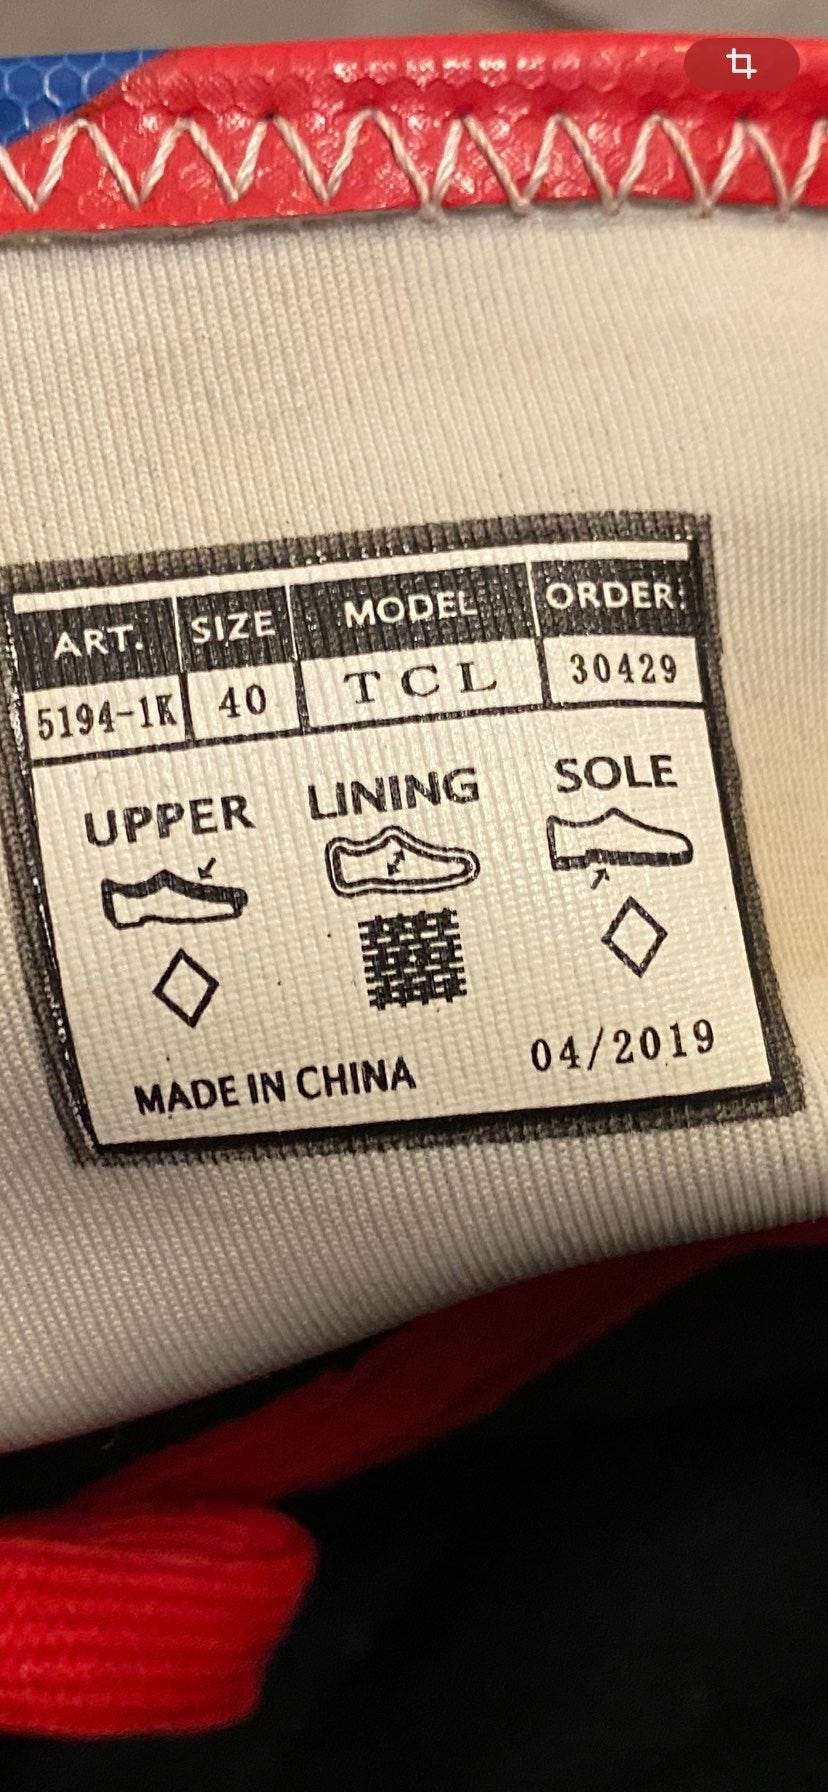 ART. SIZE MODEL ORDER:
5194-1K 40 TCL 30429
UPPER LINING SOLE
MADE IN CHINA 04/2019